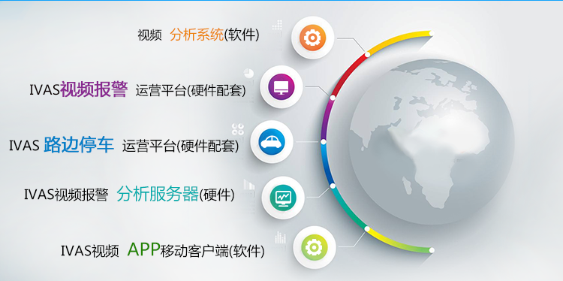 视频 分析系统(软件)
IVAS视频报警 运营平台(硬件配套)
IVAS 路边停车 运营平台(硬件配套)
IVAS视频报警 分析服务器(硬件)
IVAS视频 APP移动客户端(软件)